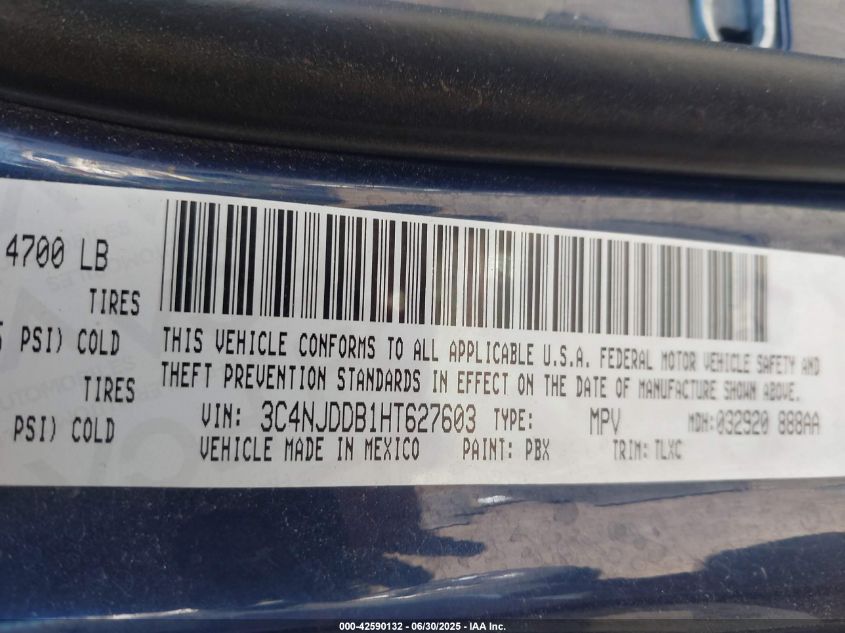 4700 LB
TIRES
PSI) COLD
TIRES
PSI) COLD
THIS VEHICLE CONFORMS TO ALL APPLICABLE U.S.A. FEDERAL MOTOR VEHICLE SAFETY AND
THEFT PREVENTION STANDARDS IN EFFECT ON THE DATE OF MANUFACTURE SHOWN ABOVE.
VIN: 3C4NJDDB1HT627603 TYPE: MPV MDH:032920 888AA
VEHICLE MADE IN MEXICO PAINT: PBX TRIM: TLXC
000-42590132 - 06/30/2025 - IAA Inc.